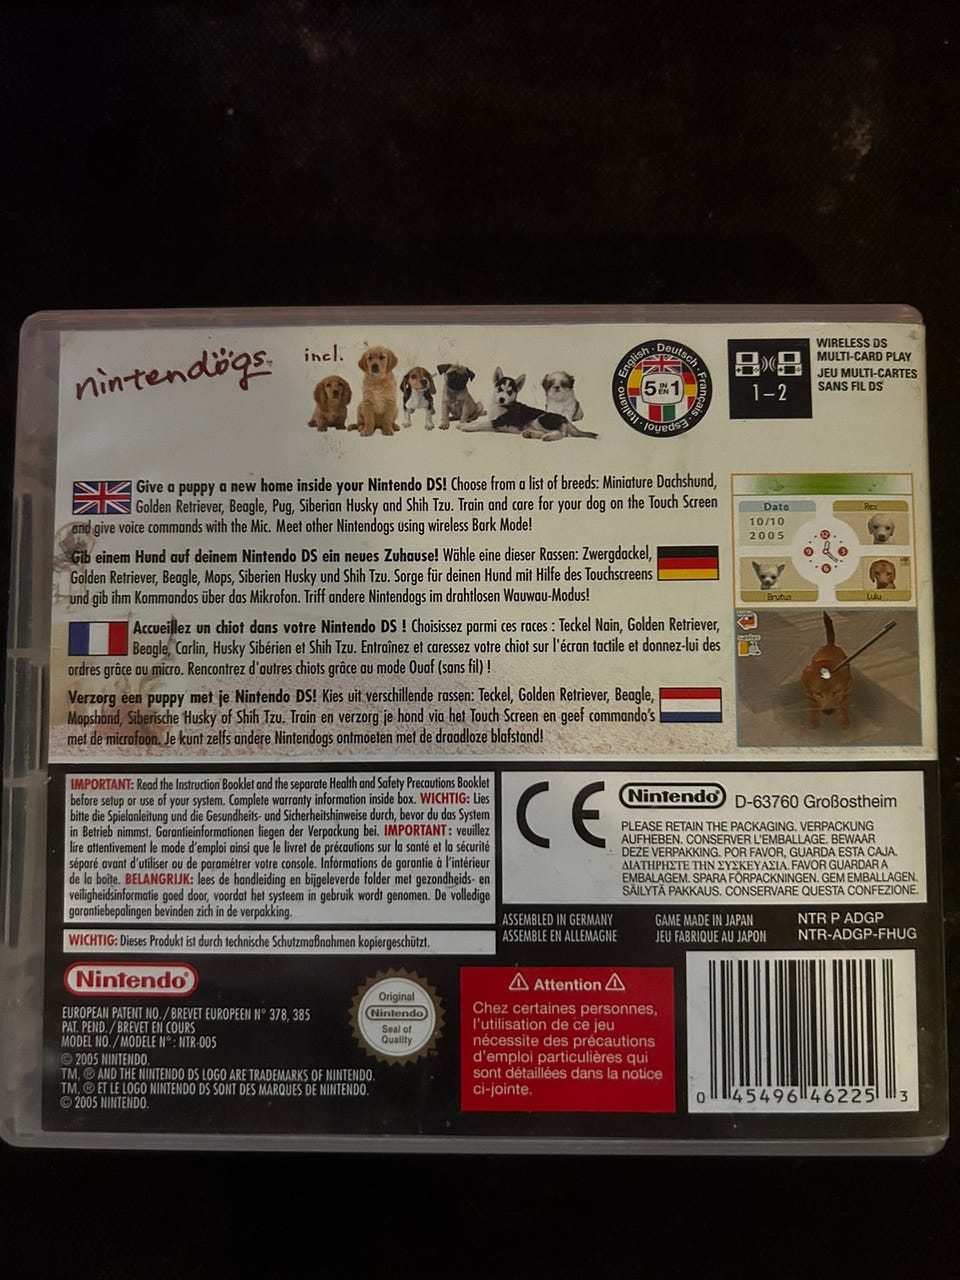 nintendögs™
incl.
English · Deutsch · Français · Español · Italiano
5 IN EN 1
1–2
WIRELESS DS
MULTI-CARD PLAY
JEU MULTI-CARTES
SANS FIL DS
Give a puppy a new home inside your Nintendo DS! Choose from a list of breeds: Miniature Dachshund,
Golden Retriever, Beagle, Pug, Siberian Husky and Shih Tzu. Train and care for your dog on the Touch Screen
and give voice commands with the Mic. Meet other Nintendogs using wireless Bark Mode!
Gib einem Hund auf deinem Nintendo DS ein neues Zuhause! Wähle eine dieser Rassen: Zwergdackel,
Golden Retriever, Beagle, Mops, Siberien Husky und Shih Tzu. Sorge für deinen Hund mit Hilfe des Touchscreens
und gib ihm Kommandos über das Mikrofon. Triff andere Nintendogs im drahtlosen Wauwau-Modus!
Accueillez un chiot dans votre Nintendo DS ! Choisissez parmi ces races : Teckel Nain, Golden Retriever,
Beagle, Carlin, Husky Sibérien et Shih Tzu. Entraînez et caressez votre chiot sur l'écran tactile et donnez-lui des
ordres grâce au micro. Rencontrez d'autres chiots grâce au mode Ouaf (sans fil) !
Verzorg een puppy met je Nintendo DS! Kies uit verschillende rassen: Teckel, Golden Retriever, Beagle,
Mopshond, Siberische Husky of Shih Tzu. Train en verzorg je hond via het Touch Screen en geef commando's
met de microfoon. Je kunt zelfs andere Nintendogs ontmoeten met de draadloze blafstand!
Date
10/10
2005
Rex
12
9
3
6
Brutus
Lulu
IMPORTANT: Read the Instruction Booklet and the separate Health and Safety Precautions Booklet
before setup or use of your system. Complete warranty information inside box. WICHTIG: Lies
bitte die Spielanleitung und die Gesundheits- und Sicherheitshinweise durch, bevor du das System
in Betrieb nimmst. Garantieinformationen liegen der Verpackung bei. IMPORTANT : veuillez
lire attentivement le mode d'emploi ainsi que le livret de précautions sur la santé et la sécurité
séparé avant d'utiliser ou de paramétrer votre console. Informations de garantie à l'intérieur
de la boîte. BELANGRIJK: lees de handleiding en bijgeleverde folder met gezondheids- en
veiligheidsinformatie goed door, voordat het systeem in gebruik wordt genomen. De volledige
garantiebepalingen bevinden zich in de verpakking.
WICHTIG: Dieses Produkt ist durch technische Schutzmaßnahmen kopiergeschützt.
CE
Nintendo® D-63760 Großostheim
PLEASE RETAIN THE PACKAGING. VERPACKUNG
AUFHEBEN. CONSERVER L'EMBALLAGE. BEWAAR
DEZE VERPAKKING. POR FAVOR, GUARDA ESTA CAJA.
ΔΙΑΤΗΡΗΣΤΕ ΤΗΝ ΣΥΣΚΕΥΑΣΙΑ. FAVOR GUARDAR A
EMBALAGEM. SPARA FÖRPACKNINGEN. GEM EMBALLAGEN.
SÄILYTÄ PAKKAUS. CONSERVARE QUESTA CONFEZIONE.
ASSEMBLED IN GERMANY
ASSEMBLE EN ALLEMAGNE
GAME MADE IN JAPAN
JEU FABRIQUE AU JAPON
NTR P ADGP
NTR-ADGP-FHUG
Nintendo®
EUROPEAN PATENT NO./BREVET EUROPEEN N° 378, 385
PAT. PEND./BREVET EN COURS
MODEL NO./MODELE N° : NTR-005
© 2005 NINTENDO.
TM, ® AND THE NINTENDO DS LOGO ARE TRADEMARKS OF NINTENDO.
TM, ® ET LE LOGO NINTENDO DS SONT DES MARQUES DE NINTENDO.
© 2005 NINTENDO.
Original
Nintendo
Seal of
Quality
Attention
Chez certaines personnes,
l'utilisation de ce jeu
nécessite des précautions
d'emploi particulières qui
sont détaillées dans la notice
ci-jointe.
0 45496 46225 3